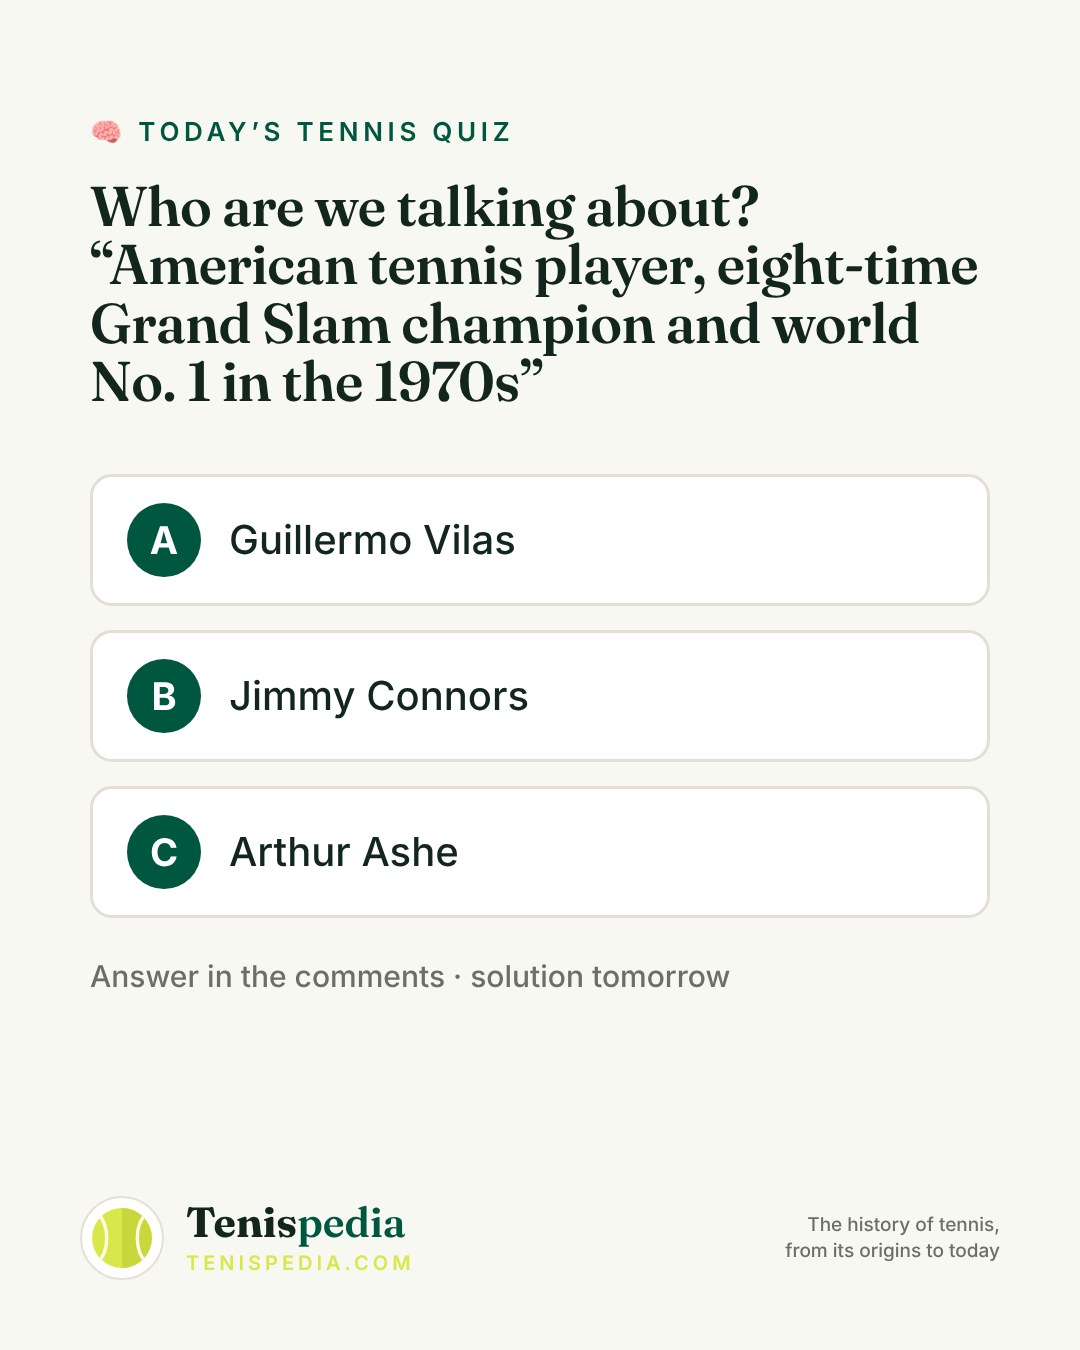 🧠 TODAY’S TENNIS QUIZ
Who are we talking about?
“American tennis player, eight-time
Grand Slam champion and world
No. 1 in the 1970s”
A Guillermo Vilas
B Jimmy Connors
C Arthur Ashe
Answer in the comments · solution tomorrow
Tenispedia
TENISPEDIA.COM
The history of tennis,
from its origins to today